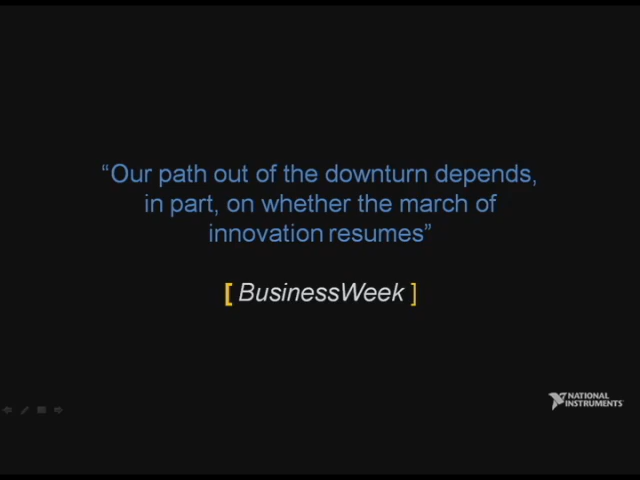 “Our path out of the downturn depends,
in part, on whether the march of
innovation resumes”
[ BusinessWeek ]
NATIONAL
INSTRUMENTS